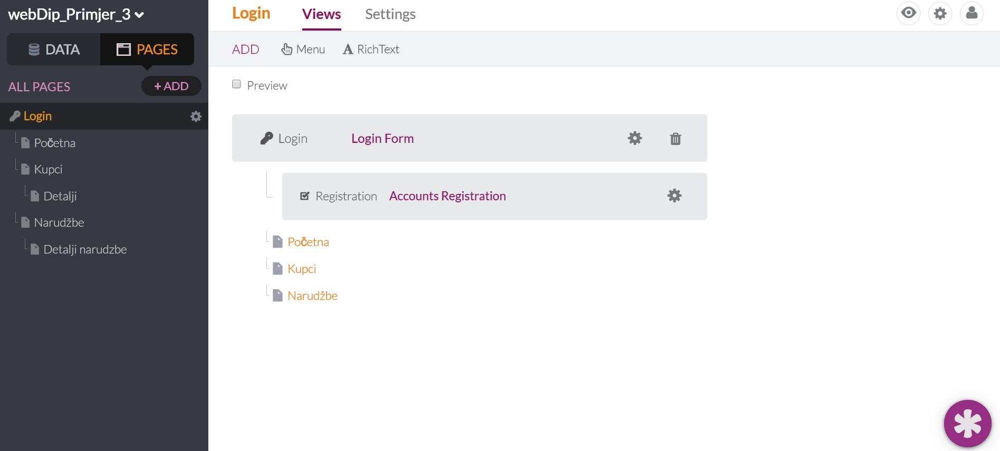 webDip_Primjer_3
DATA
PAGES
ALL PAGES
+ ADD
Login
Početna
Kupci
Detalji
Narudžbe
Detalji narudzbe
Login
Views
Settings
ADD
Menu
RichText
Preview
Login
Login Form
Registration
Accounts Registration
Početna
Kupci
Narudžbe